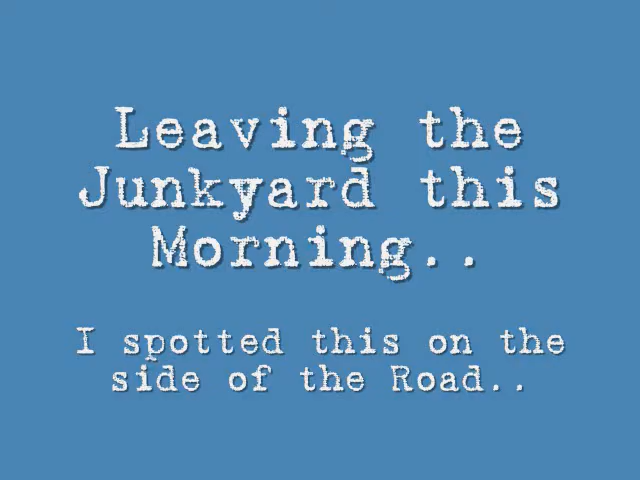 Leaving the
Junkyard this
Morning..
I spotted this on the
side of the Road..